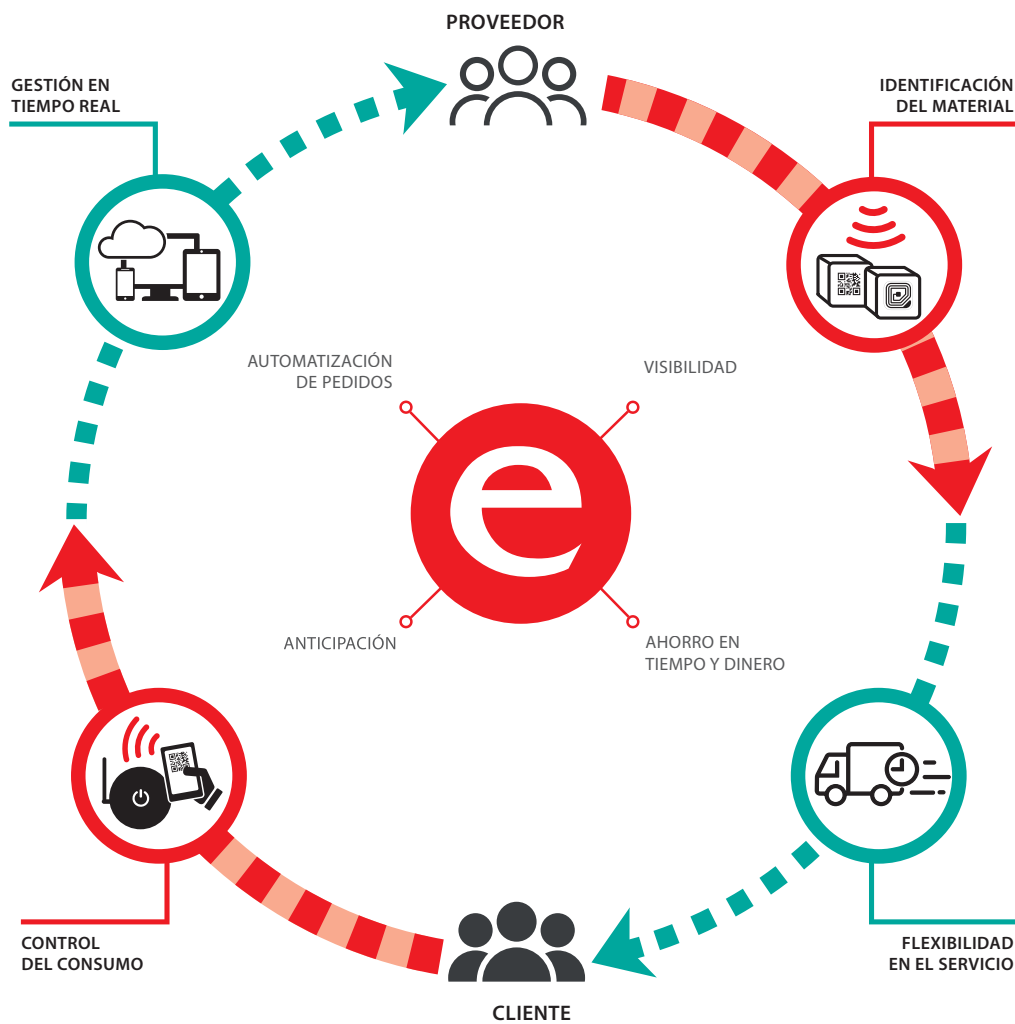 PROVEEDOR
GESTIÓN EN
TIEMPO REAL
IDENTIFICACIÓN
DEL MATERIAL
AUTOMATIZACIÓN
DE PEDIDOS
VISIBILIDAD
e
ANTICIPACIÓN
AHORRO EN
TIEMPO Y DINERO
CONTROL
DEL CONSUMO
FLEXIBILIDAD
EN EL SERVICIO
CLIENTE